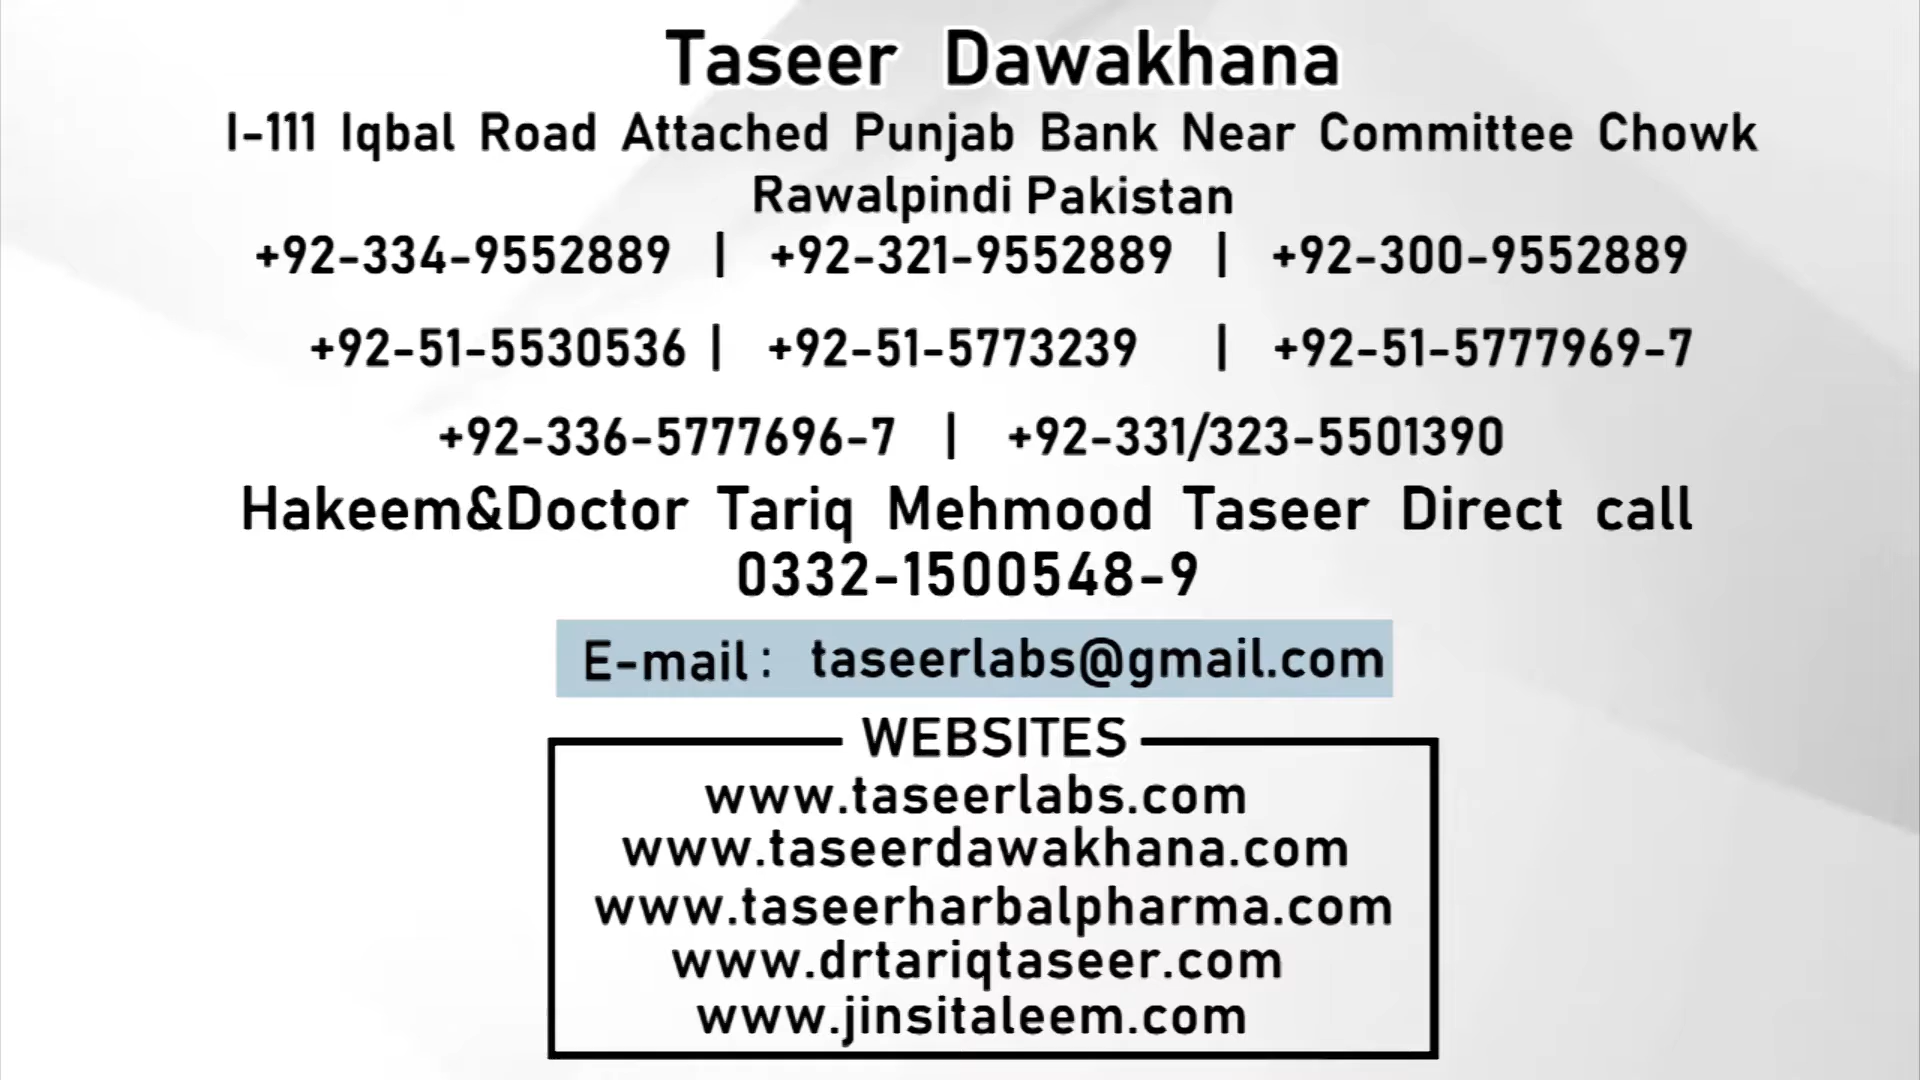 Taseer Dawakhana
I-111 Iqbal Road Attached Punjab Bank Near Committee Chowk
Rawalpindi Pakistan
+92-334-9552889 | +92-321-9552889 | +92-300-9552889
+92-51-5530536 | +92-51-5773239 | +92-51-5777969-7
+92-336-5777696-7 | +92-331/323-5501390
Hakeem&Doctor Tariq Mehmood Taseer Direct call
0332-1500548-9
E-mail : taseerlabs@gmail.com
WEBSITES
www.taseerlabs.com
www.taseerdawakhana.com
www.taseerharbalpharma.com
www.drtariqtaseer.com
www.jinsitaleem.com